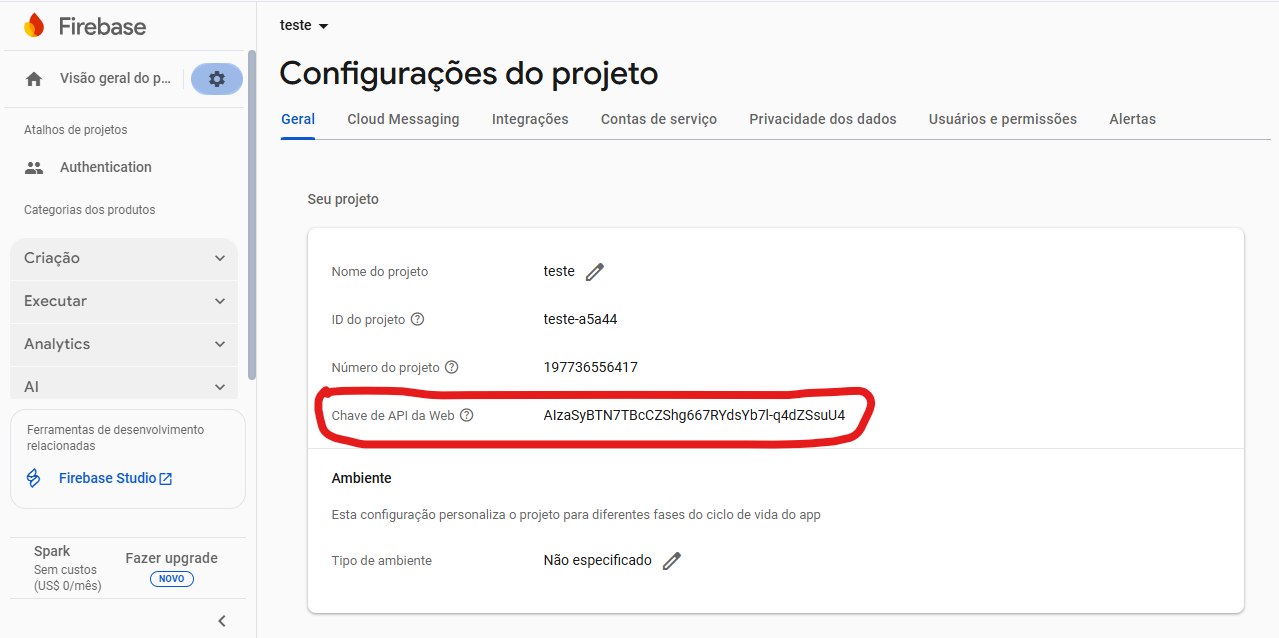 Firebase
teste
Visão geral do p...
Configurações do projeto
Geral
Cloud Messaging
Integrações
Contas de serviço
Privacidade dos dados
Usuários e permissões
Alertas
Atalhos de projetos
Authentication
Categorias dos produtos
Criação
Executar
Analytics
AI
Ferramentas de desenvolvimento
relacionadas
Firebase Studio
Spark
Sem custos
(US$ 0/mês)
Fazer upgrade
NOVO
Seu projeto
Nome do projeto teste
ID do projeto teste-a5a44
Número do projeto 197736556417
Chave de API da Web AIzaSyBTN7TBcCZShg667RYdsYb7l-q4dZSsuU4
Ambiente
Esta configuração personaliza o projeto para diferentes fases do ciclo de vida do app
Tipo de ambiente Não especificado